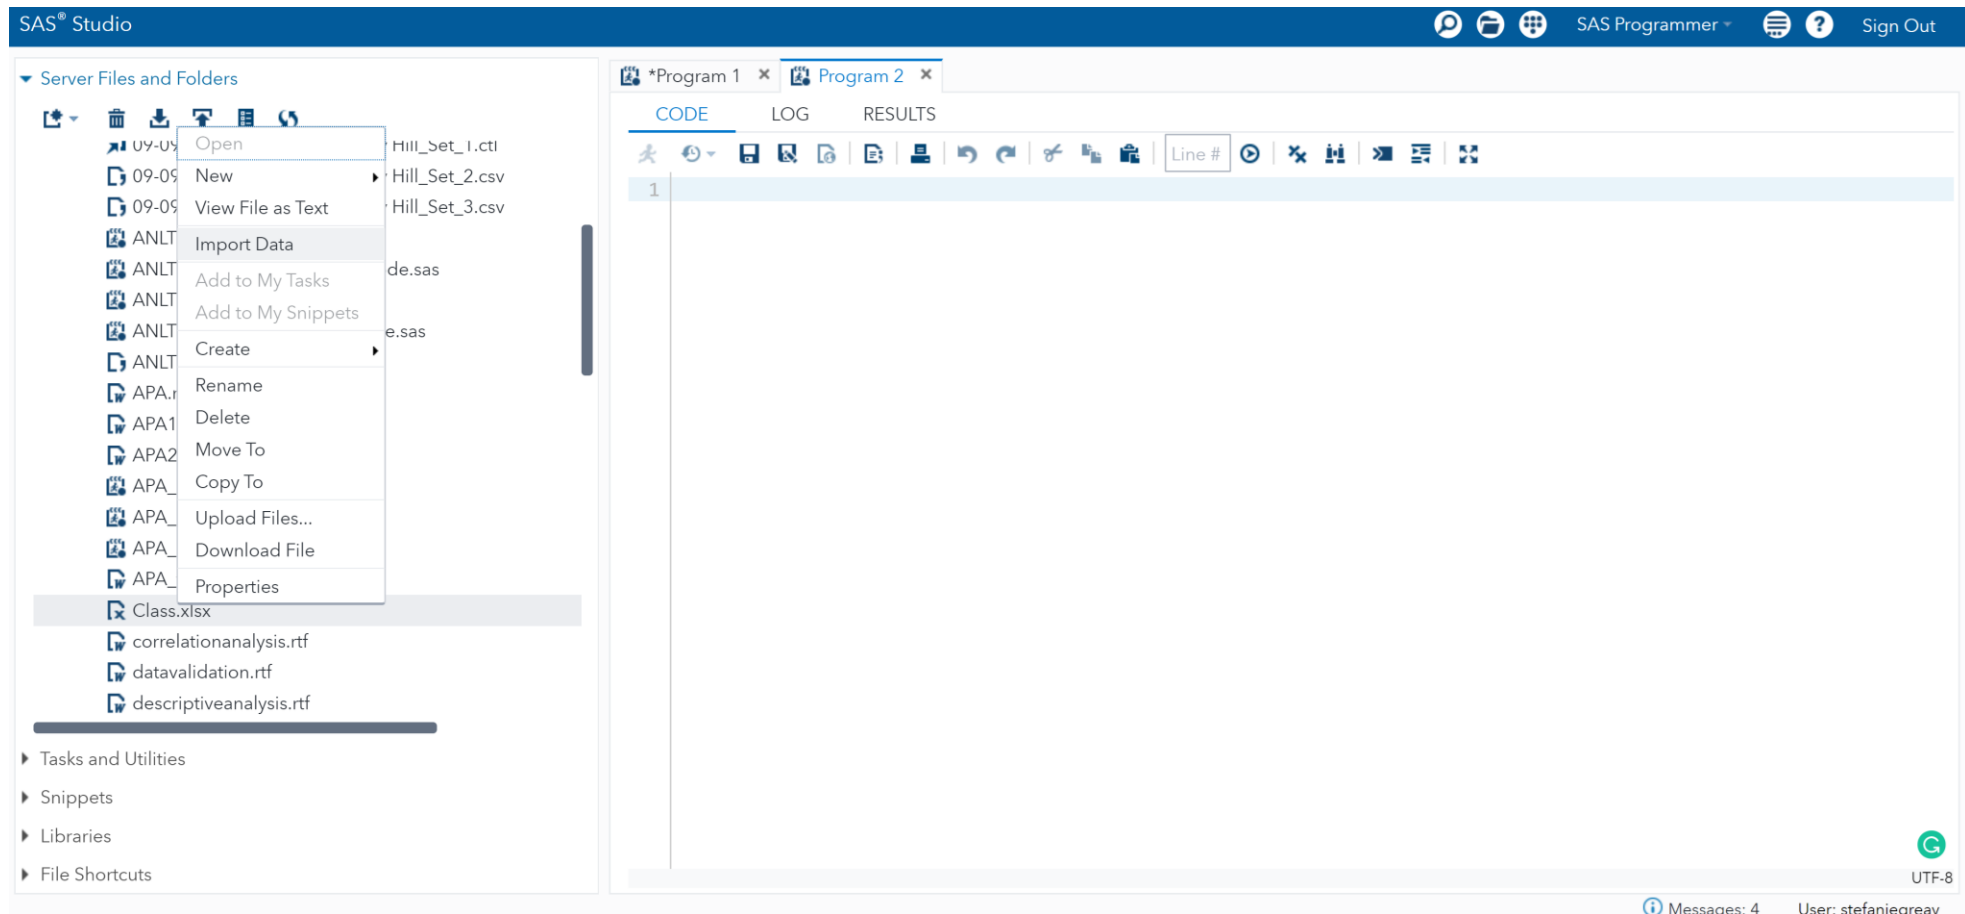 SAS® Studio
SAS Programmer
Sign Out
Server Files and Folders
Hill_Set_1.ctl
09-09
Hill_Set_2.csv
09-09
Hill_Set_3.csv
ANLT
ANLT
de.sas
ANLT
ANLT
e.sas
ANLT
APA.r
APA1
APA2
APA_
APA_
APA_
APA_
Class.xlsx
correlationanalysis.rtf
datavalidation.rtf
descriptiveanalysis.rtf
Open
New
View File as Text
Import Data
Add to My Tasks
Add to My Snippets
Create
Rename
Delete
Move To
Copy To
Upload Files...
Download File
Properties
Tasks and Utilities
Snippets
Libraries
File Shortcuts
*Program 1
Program 2
CODE LOG RESULTS
Line #
1
UTF-8
Messages: 4 User: stefaniegreay